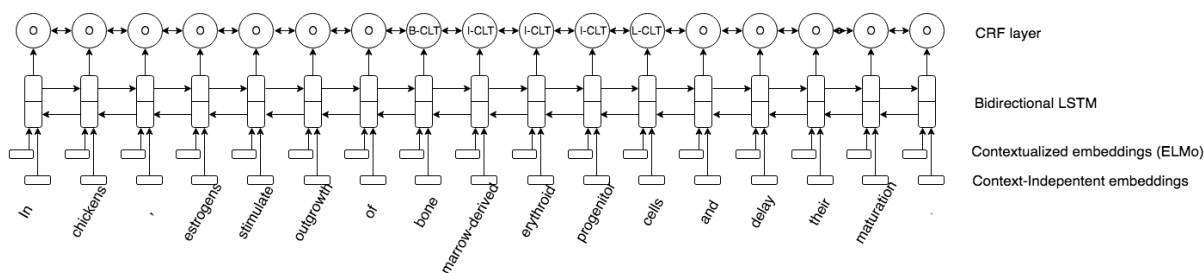 O O O O O O O B-CLT I-CLT I-CLT I-CLT L-CLT O O O O O
CRF layer
Bidirectional LSTM
Contextualized embeddings (ELMo)
Context-Indepentent embeddings
In chickens , estrogens stimulate outgrowth of bone marrow-derived erythroid progenitor cells and delay their maturation .